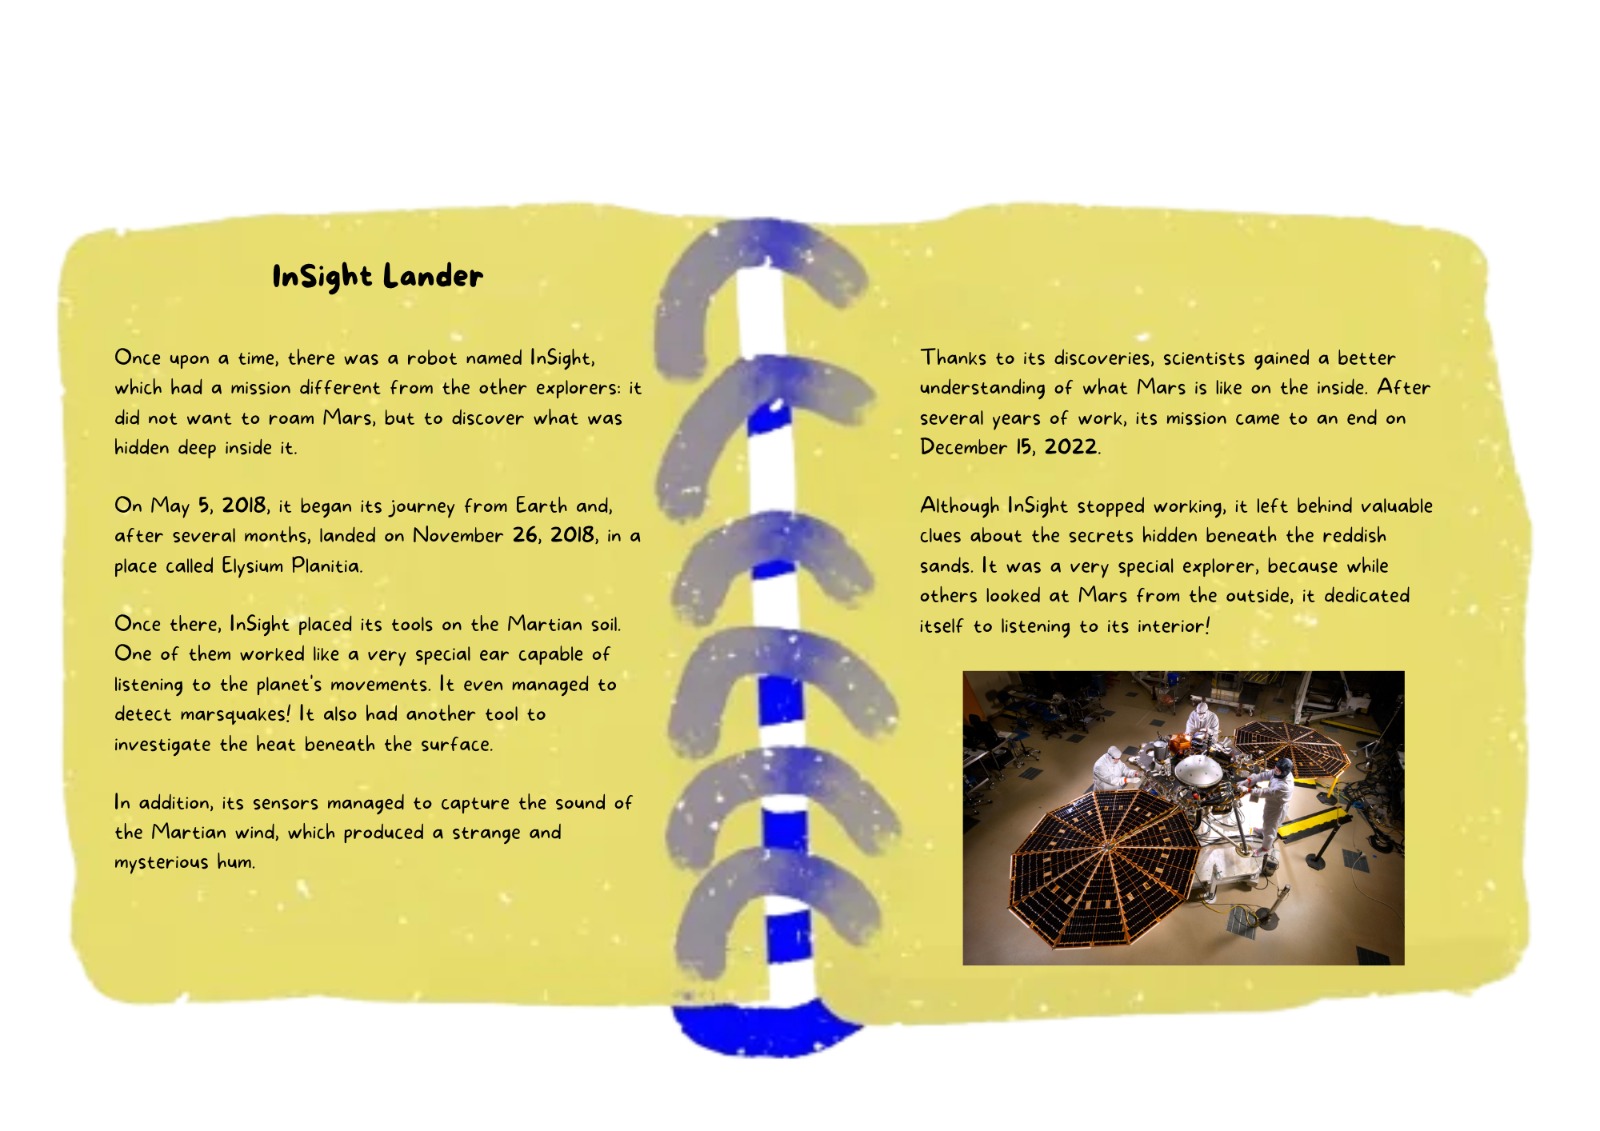 InSight Lander
Once upon a time, there was a robot named InSight,
which had a mission different from the other explorers: it
did not want to roam Mars, but to discover what was
hidden deep inside it.
On May 5, 2018, it began its journey from Earth and,
after several months, landed on November 26, 2018, in a
place called Elysium Planitia.
Once there, InSight placed its tools on the Martian soil.
One of them worked like a very special ear capable of
listening to the planet's movements. It even managed to
detect marsquakes! It also had another tool to
investigate the heat beneath the surface.
In addition, its sensors managed to capture the sound of
the Martian wind, which produced a strange and
mysterious hum.
Thanks to its discoveries, scientists gained a better
understanding of what Mars is like on the inside. After
several years of work, its mission came to an end on
December 15, 2022.
Although InSight stopped working, it left behind valuable
clues about the secrets hidden beneath the reddish
sands. It was a very special explorer, because while
others looked at Mars from the outside, it dedicated
itself to listening to its interior!